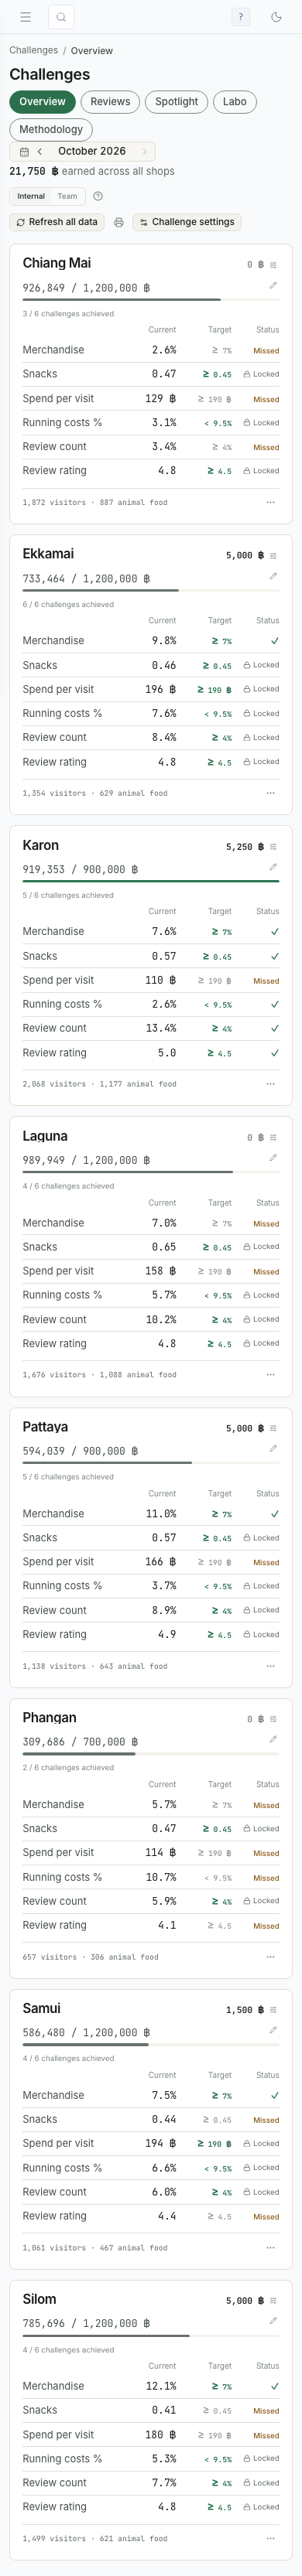 ?
Challenges / Overview
Challenges
Overview Reviews Spotlight Labo
Methodology
October 2026
21,750 ฿ earned across all shops
Internal Team
Refresh all data Challenge settings
Chiang Mai 0 ฿
926,849 / 1,200,000 ฿
3 / 6 challenges achieved
Current Target Status
Merchandise 2.6% ≥ 7% Missed
Snacks 0.47 ≥ 0.45 Locked
Spend per visit 129 ฿ ≥ 190 ฿ Missed
Running costs % 3.1% < 9.5% Locked
Review count 3.4% ≥ 4% Missed
Review rating 4.8 ≥ 4.5 Locked
1,872 visitors · 887 animal food
Ekkamai 5,000 ฿
733,464 / 1,200,000 ฿
6 / 6 challenges achieved
Current Target Status
Merchandise 9.8% ≥ 7% ✓
Snacks 0.46 ≥ 0.45 Locked
Spend per visit 196 ฿ ≥ 190 ฿ Locked
Running costs % 7.6% < 9.5% Locked
Review count 8.4% ≥ 4% Locked
Review rating 4.8 ≥ 4.5 Locked
1,354 visitors · 629 animal food
Karon 5,250 ฿
919,353 / 900,000 ฿
5 / 6 challenges achieved
Current Target Status
Merchandise 7.6% ≥ 7% ✓
Snacks 0.57 ≥ 0.45 ✓
Spend per visit 110 ฿ ≥ 190 ฿ Missed
Running costs % 2.6% < 9.5% ✓
Review count 13.4% ≥ 4% ✓
Review rating 5.0 ≥ 4.5 ✓
2,068 visitors · 1,177 animal food
Laguna 0 ฿
989,949 / 1,200,000 ฿
4 / 6 challenges achieved
Current Target Status
Merchandise 7.0% ≥ 7% Missed
Snacks 0.65 ≥ 0.45 Locked
Spend per visit 158 ฿ ≥ 190 ฿ Missed
Running costs % 5.7% < 9.5% Locked
Review count 10.2% ≥ 4% Locked
Review rating 4.8 ≥ 4.5 Locked
1,676 visitors · 1,088 animal food
Pattaya 5,000 ฿
594,039 / 900,000 ฿
5 / 6 challenges achieved
Current Target Status
Merchandise 11.0% ≥ 7% ✓
Snacks 0.57 ≥ 0.45 Locked
Spend per visit 166 ฿ ≥ 190 ฿ Missed
Running costs % 3.7% < 9.5% Locked
Review count 8.9% ≥ 4% Locked
Review rating 4.9 ≥ 4.5 Locked
1,138 visitors · 643 animal food
Phangan 0 ฿
309,686 / 700,000 ฿
2 / 6 challenges achieved
Current Target Status
Merchandise 5.7% ≥ 7% Missed
Snacks 0.47 ≥ 0.45 Locked
Spend per visit 114 ฿ ≥ 190 ฿ Missed
Running costs % 10.7% < 9.5% Missed
Review count 5.9% ≥ 4% Locked
Review rating 4.1 ≥ 4.5 Missed
657 visitors · 306 animal food
Samui 1,500 ฿
586,480 / 1,200,000 ฿
4 / 6 challenges achieved
Current Target Status
Merchandise 7.5% ≥ 7% ✓
Snacks 0.44 ≥ 0.45 Missed
Spend per visit 194 ฿ ≥ 190 ฿ Locked
Running costs % 6.6% < 9.5% Locked
Review count 6.0% ≥ 4% Locked
Review rating 4.4 ≥ 4.5 Missed
1,061 visitors · 467 animal food
Silom 5,000 ฿
785,696 / 1,200,000 ฿
4 / 6 challenges achieved
Current Target Status
Merchandise 12.1% ≥ 7% ✓
Snacks 0.41 ≥ 0.45 Missed
Spend per visit 180 ฿ ≥ 190 ฿ Missed
Running costs % 5.3% < 9.5% Locked
Review count 7.7% ≥ 4% Locked
Review rating 4.8 ≥ 4.5 Locked
1,499 visitors · 621 animal food